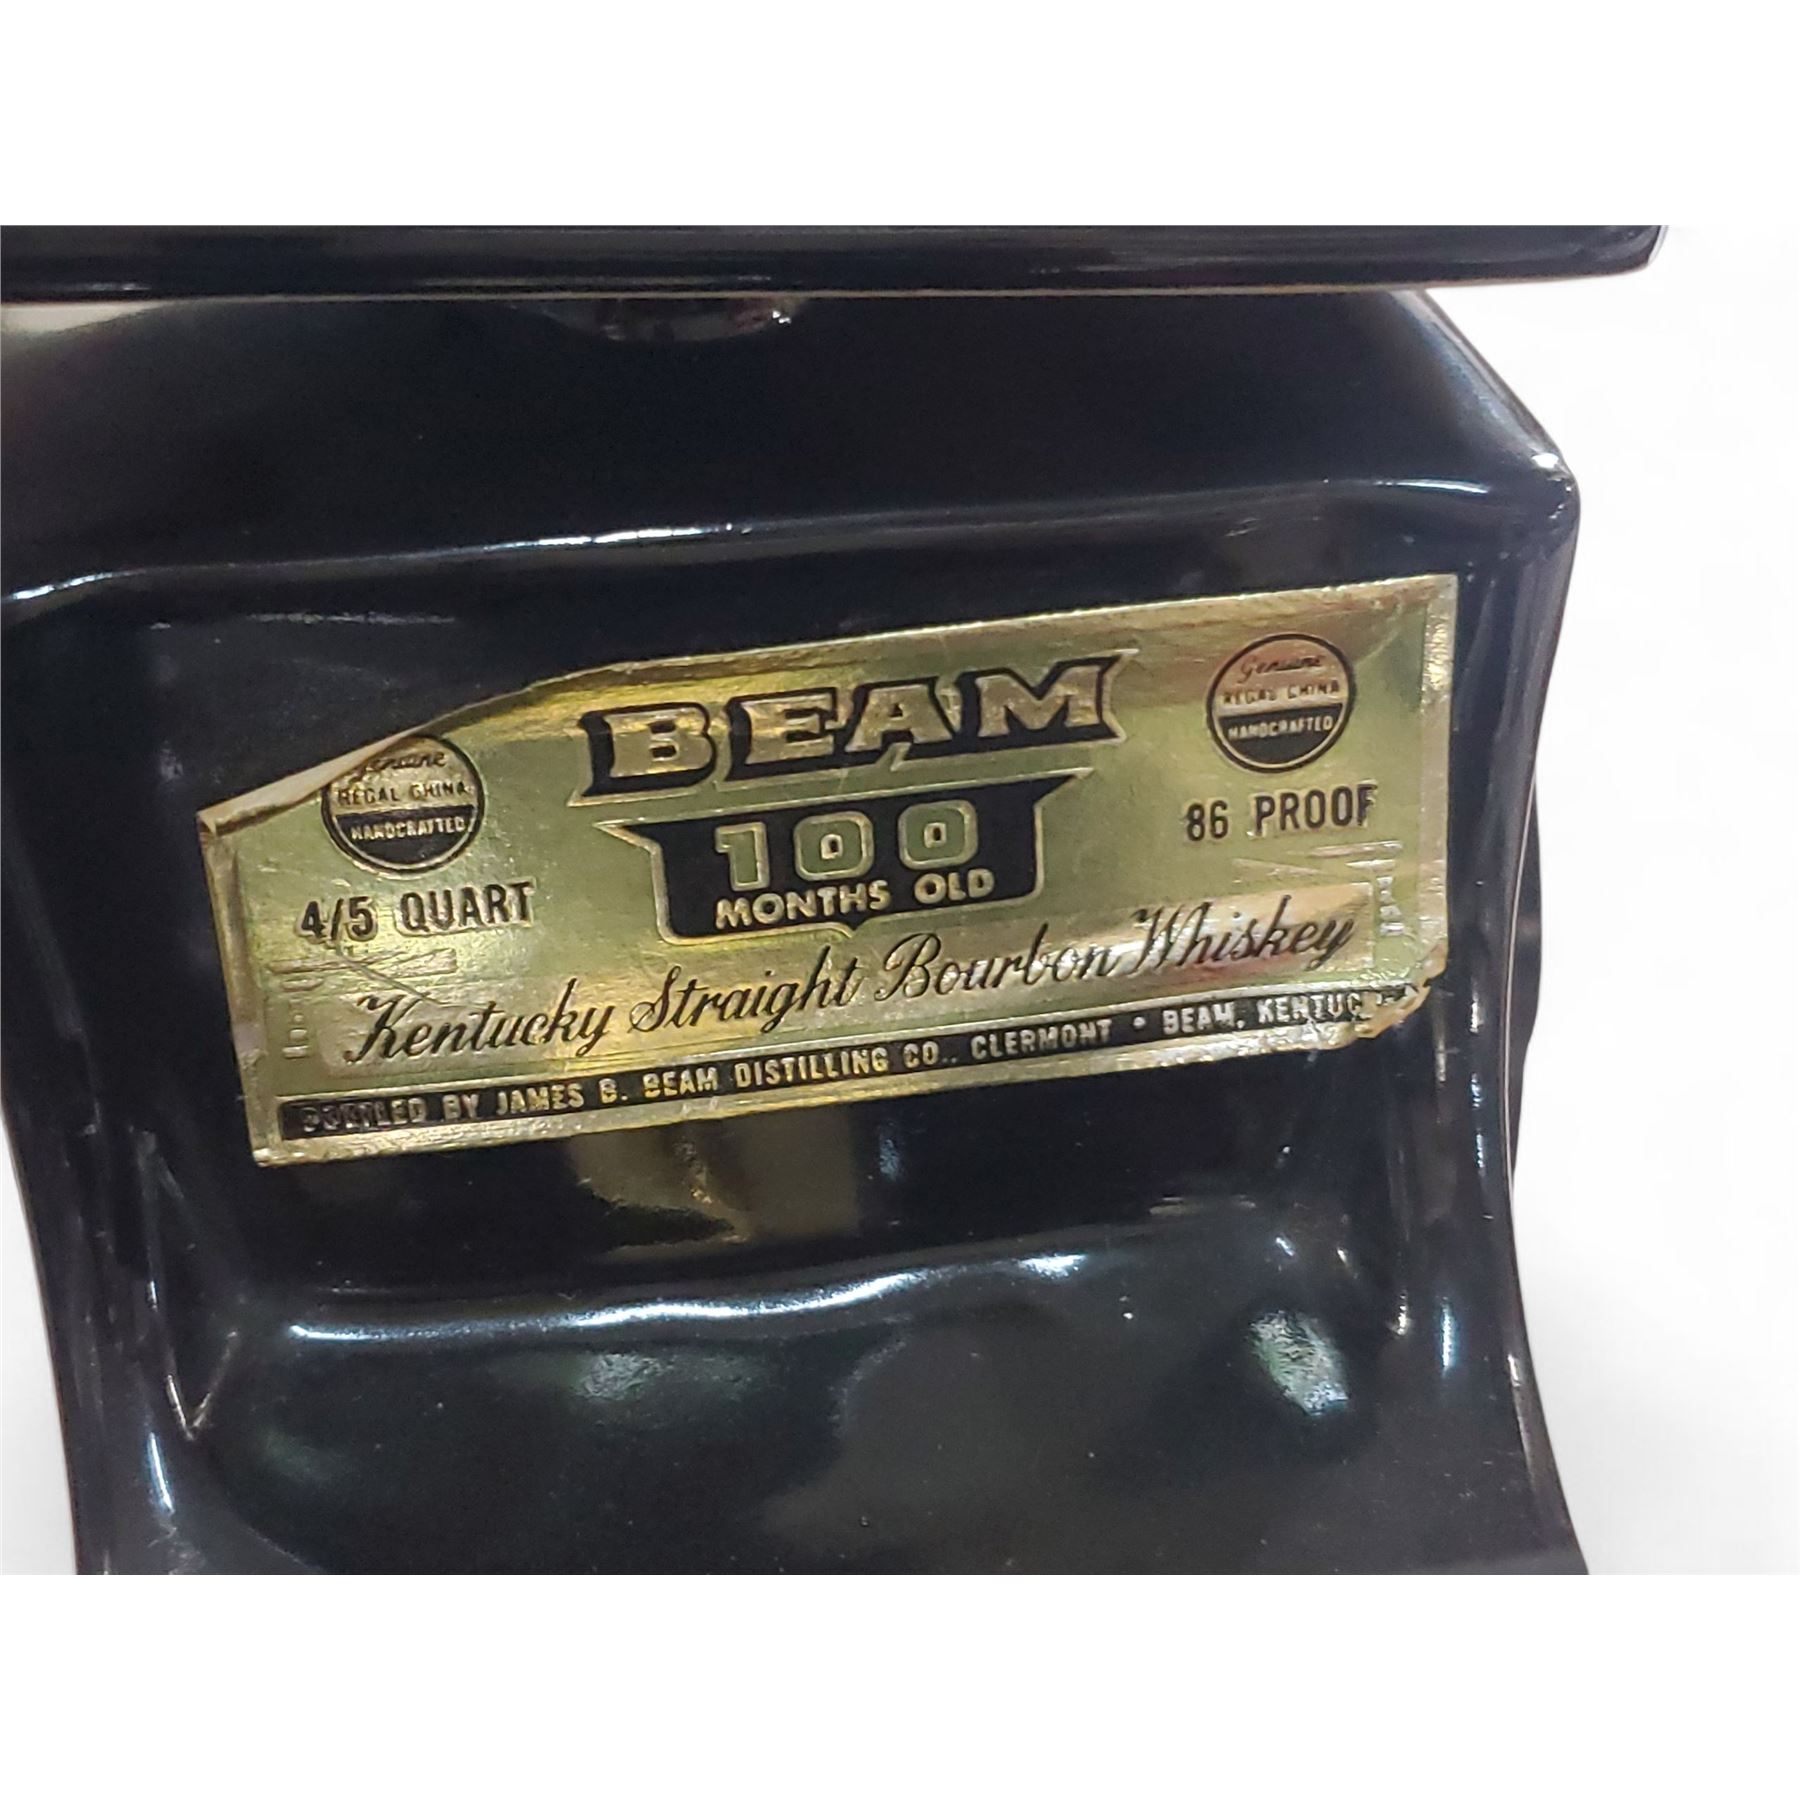 BEAM
Genuine
REGAL CHINA
HANDCRAFTED
Genuine
REGAL CHINA
HANDCRAFTED
100
MONTHS OLD
4/5 QUART
86 PROOF
Kentucky Straight Bourbon Whiskey
BOTTLED BY JAMES B. BEAM DISTILLING CO., CLERMONT • BEAM,